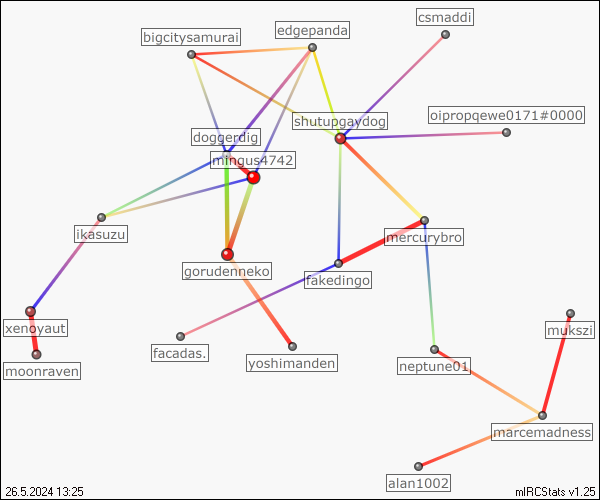 csmaddi
edgepanda
bigcitysamurai
oipropqewe0171#0000
shutupgavdog
doggerdig
mingus4742
ikasuzu
mercurybro
gorudenneko
fakedingo
xenoyaut
mukszi
facadas.
yoshimanden
neptune01
moonraven
marcemadness
alan1002
26.5.2024 13:25
mIRCStats v1.25